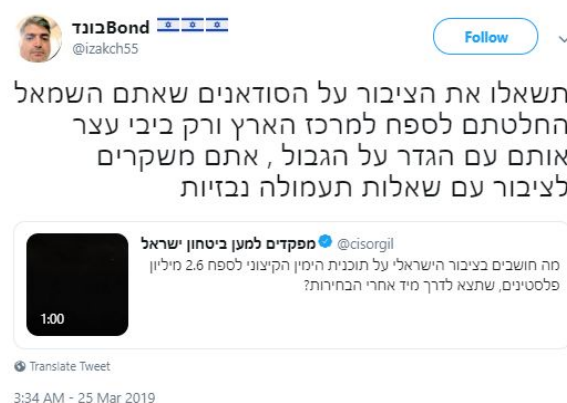 בונדBond 🇮🇱 🇮🇱 🇮🇱
@izakch55
Follow
תשאלו את הציבור על הסודאנים שאתם השמאל
החלטתם לספח למרכז הארץ ורק ביבי עצר
אותם עם הגדר על הגבול , אתם משקרים
לציבור עם שאלות תעמולה נבזיות
מפקדים למען ביטחון ישראל @cisorgil
מה חושבים בציבור הישראלי על תוכנית הימין הקיצוני לספח 2.6 מיליון
פלסטינים, שתצא לדרך מיד אחרי הבחירות?
1:00
Translate Tweet
3:34 AM - 25 Mar 2019